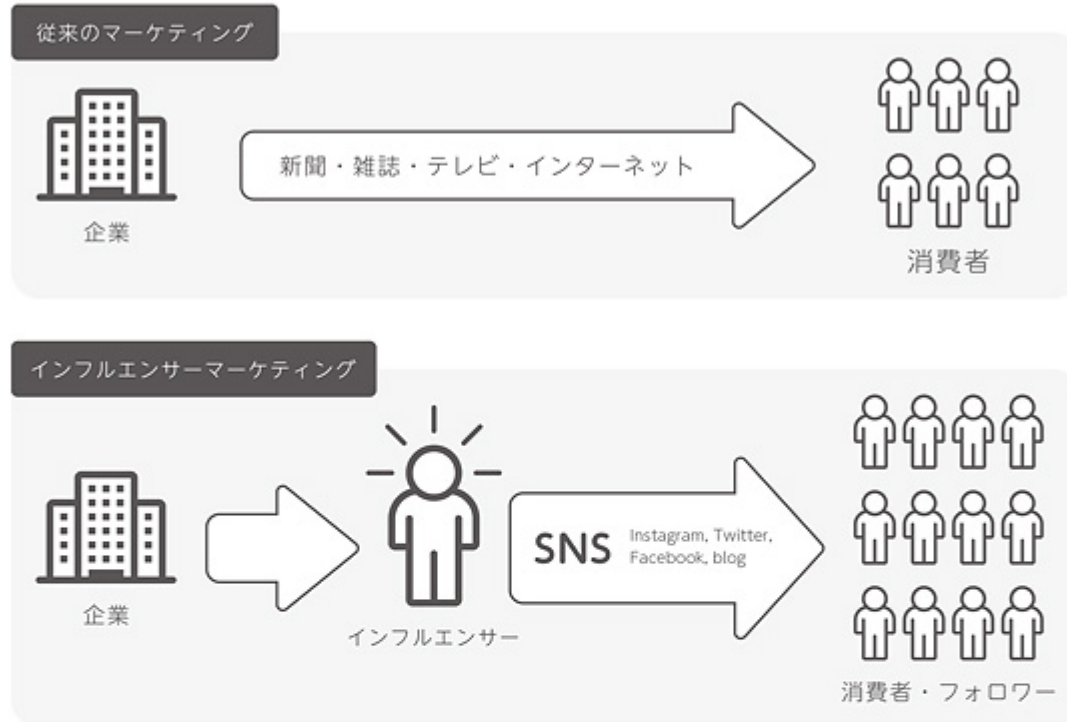 従来のマーケティング
新聞・雑誌・テレビ・インターネット
企業
消費者
インフルエンサーマーケティング
SNS
Instagram, Twitter,
Facebook, blog
企業
インフルエンサー
消費者・フォロワー